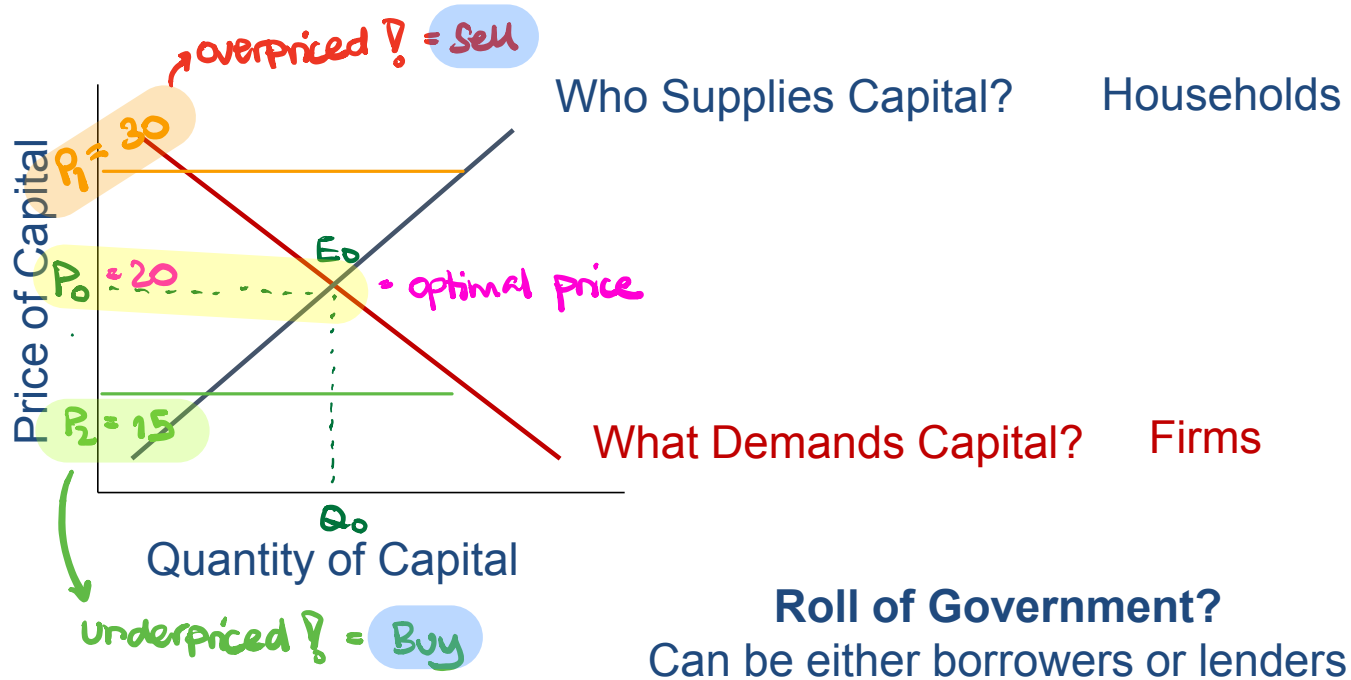 overpriced! = Sell
Who Supplies Capital? Households
P₁ = 30
Price of Capital
E₀
P₀ = 20 = optimal price
P₂ = 15
What Demands Capital? Firms
Q₀
Quantity of Capital
underpriced! = Buy
Roll of Government?
Can be either borrowers or lenders